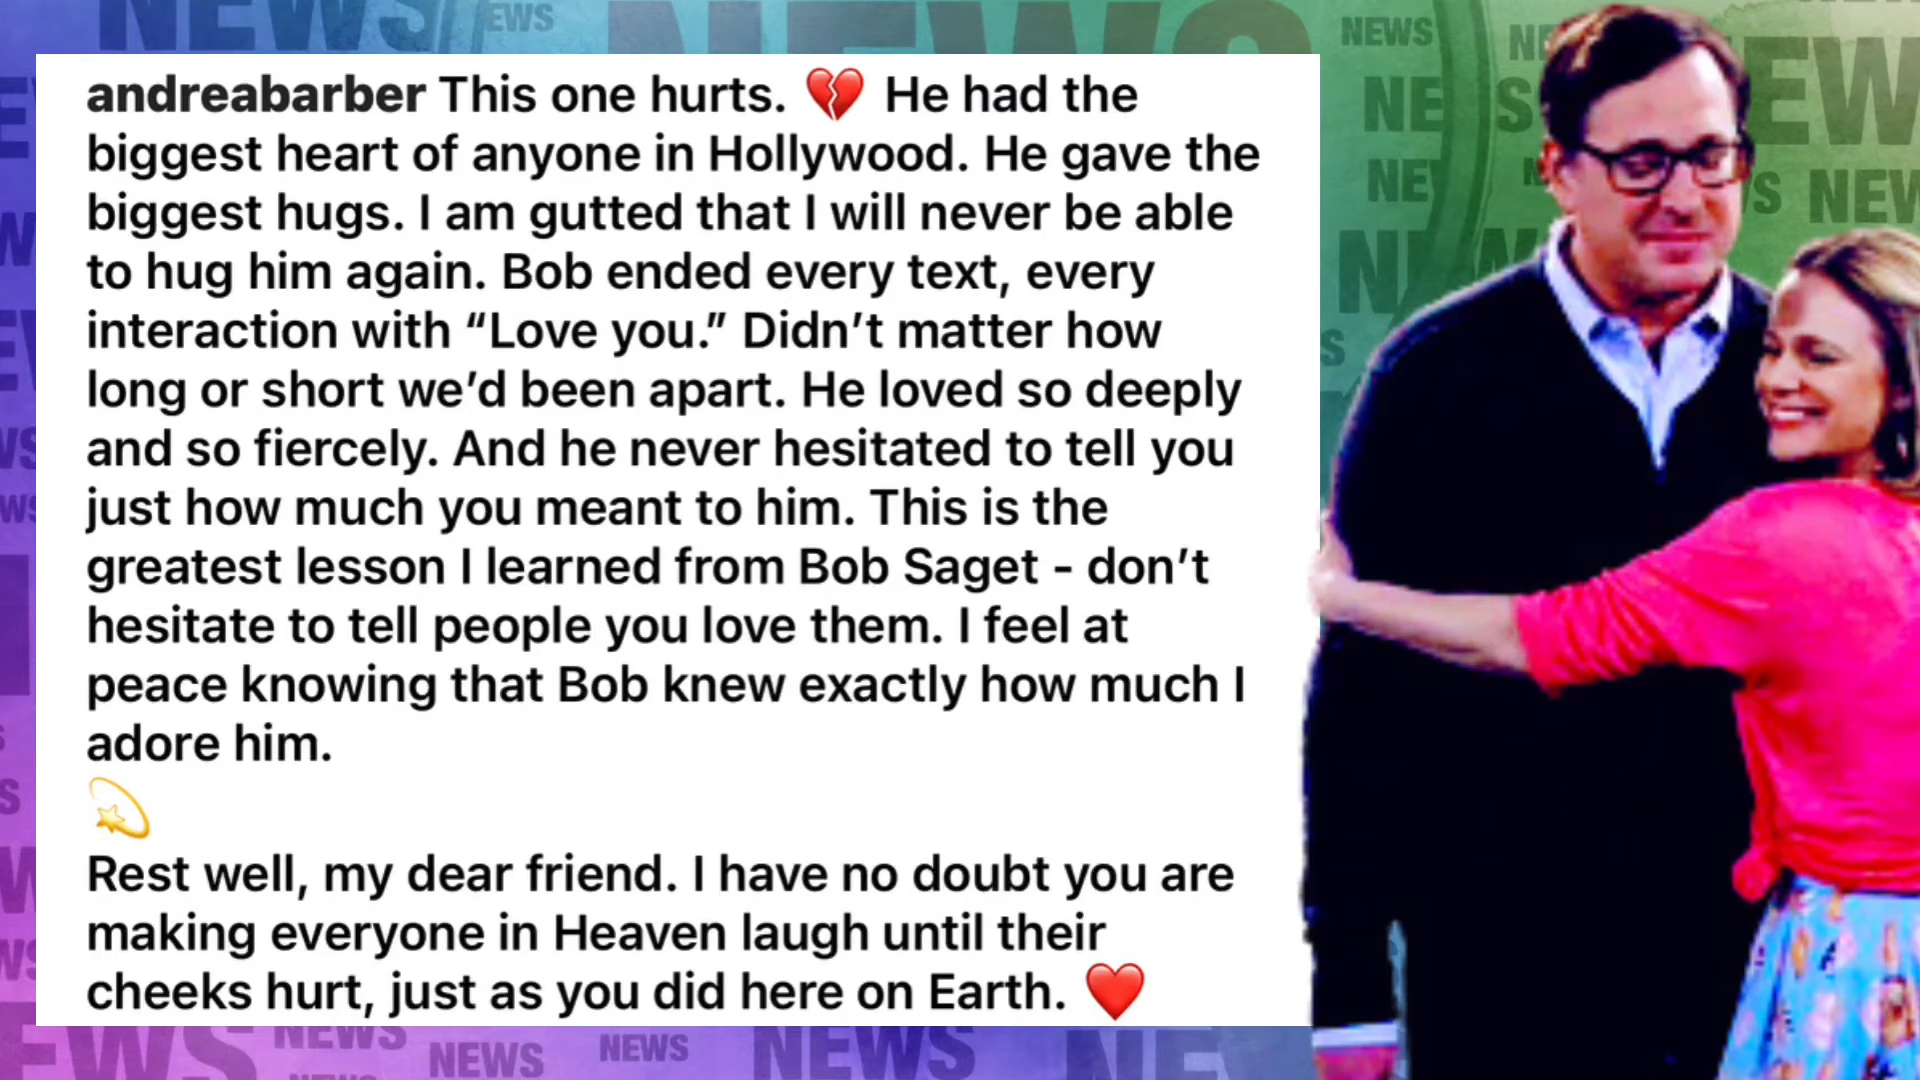 andreabarber This one hurts. 💔 He had the
biggest heart of anyone in Hollywood. He gave the
biggest hugs. I am gutted that I will never be able
to hug him again. Bob ended every text, every
interaction with “Love you.” Didn’t matter how
long or short we’d been apart. He loved so deeply
and so fiercely. And he never hesitated to tell you
just how much you meant to him. This is the
greatest lesson I learned from Bob Saget - don’t
hesitate to tell people you love them. I feel at
peace knowing that Bob knew exactly how much I
adore him.
💫
Rest well, my dear friend. I have no doubt you are
making everyone in Heaven laugh until their
cheeks hurt, just as you did here on Earth. ❤️
NEWS
NEWS
NEWS
NEWS
NEWS
NEWS
NEWS